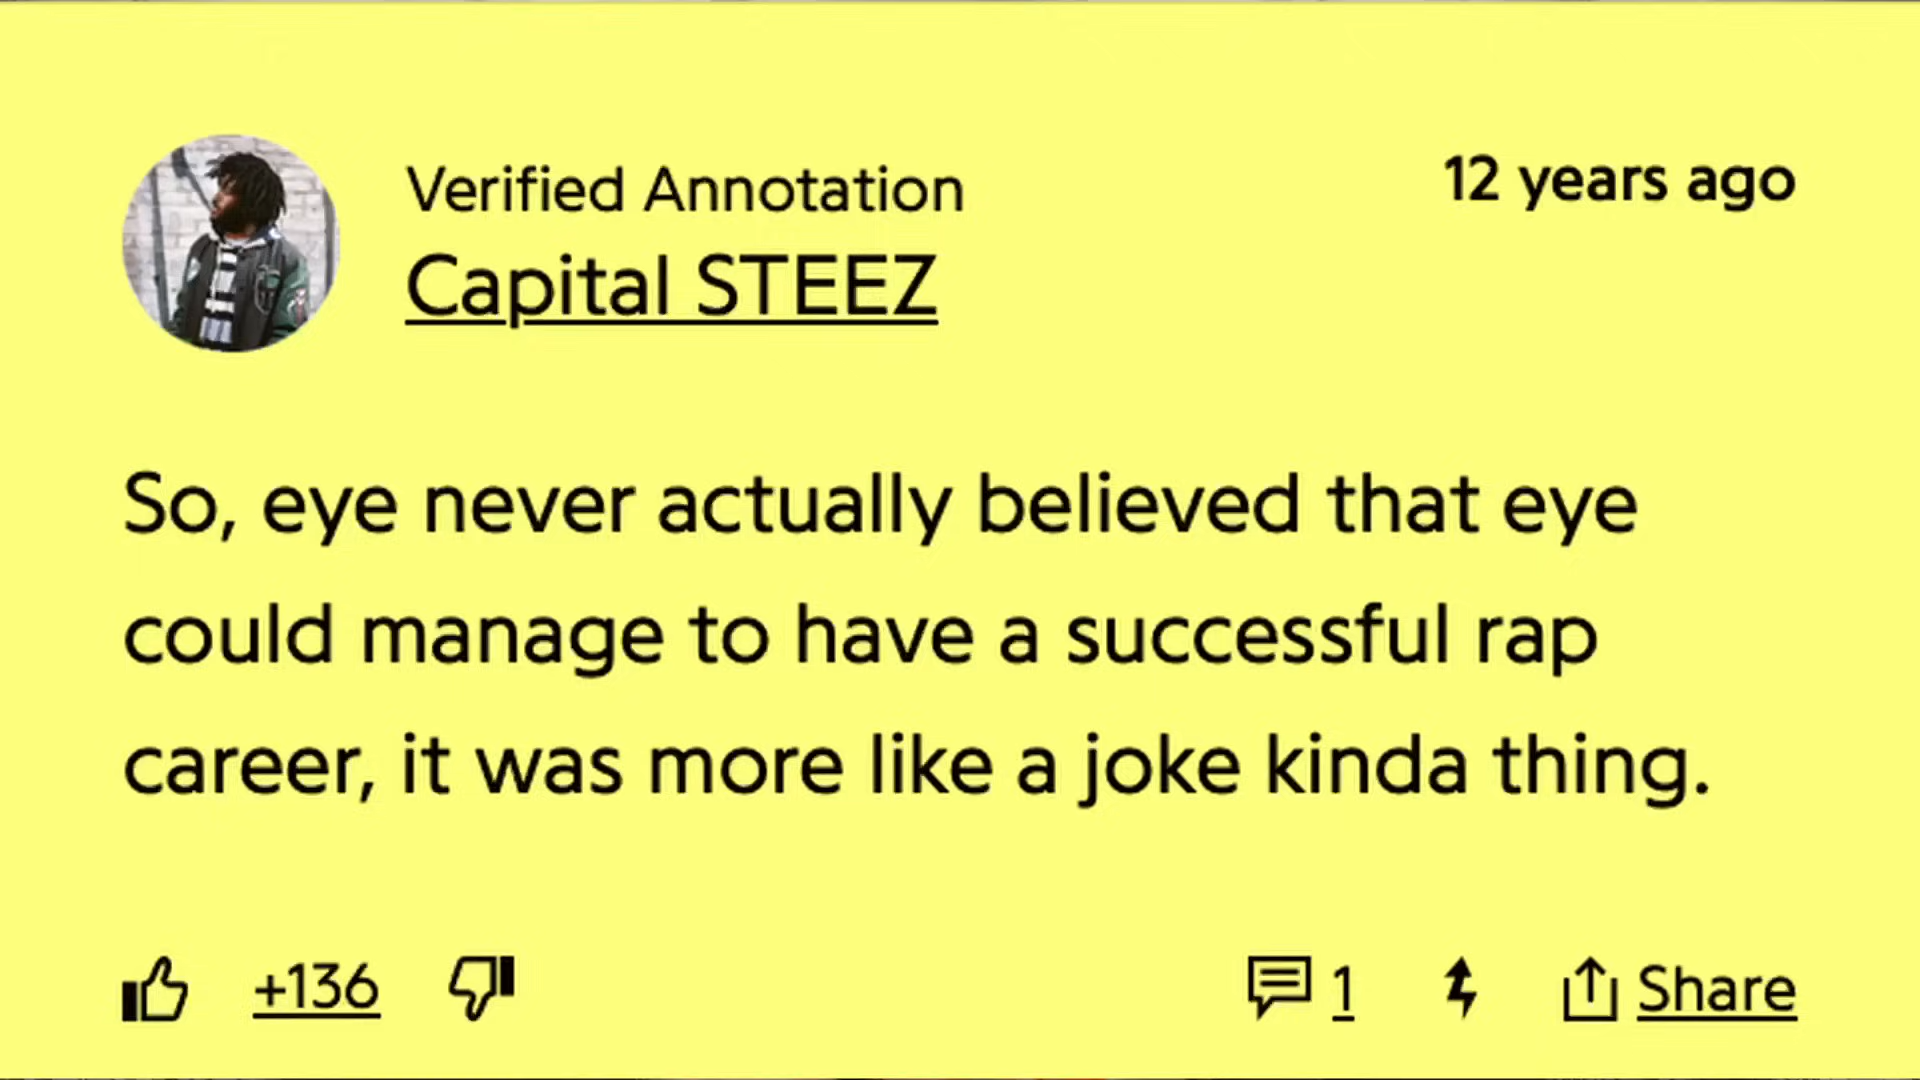 Verified Annotation
12 years ago
Capital STEEZ
So, eye never actually believed that eye
could manage to have a successful rap
career, it was more like a joke kinda thing.
+136
1
Share